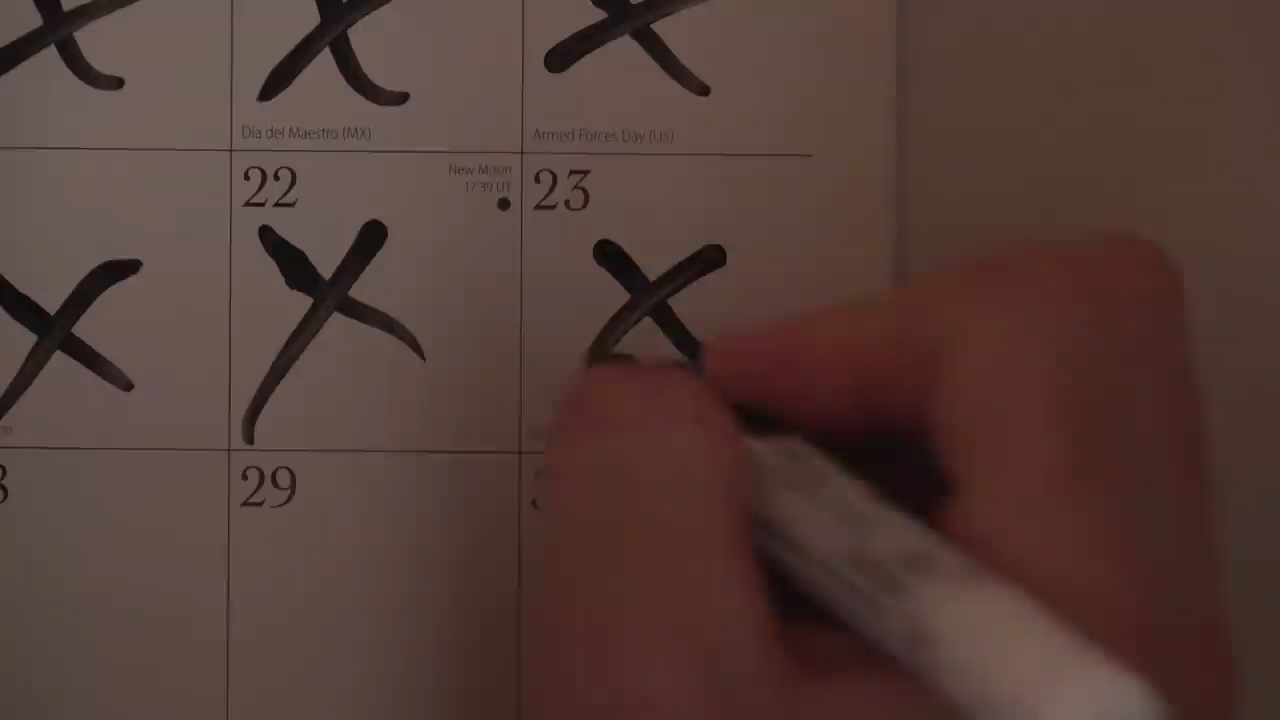 Día del Maestro (MX)
Armed Forces Day (US)
22
New Moon
17:39 UT
23
29